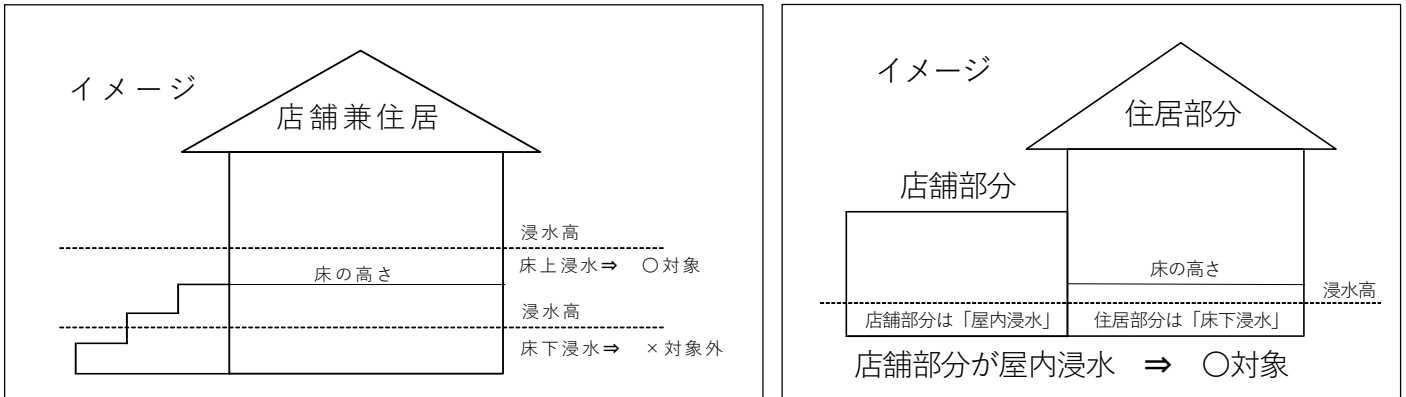 イメージ
店舗兼住居
浸水高
床上浸水⇒ 〇対象
床の高さ
浸水高
床下浸水⇒ ×対象外
イメージ
住居部分
店舗部分
床の高さ
浸水高
店舗部分は「屋内浸水」
住居部分は「床下浸水」
店舗部分が屋内浸水 ⇒ 〇対象